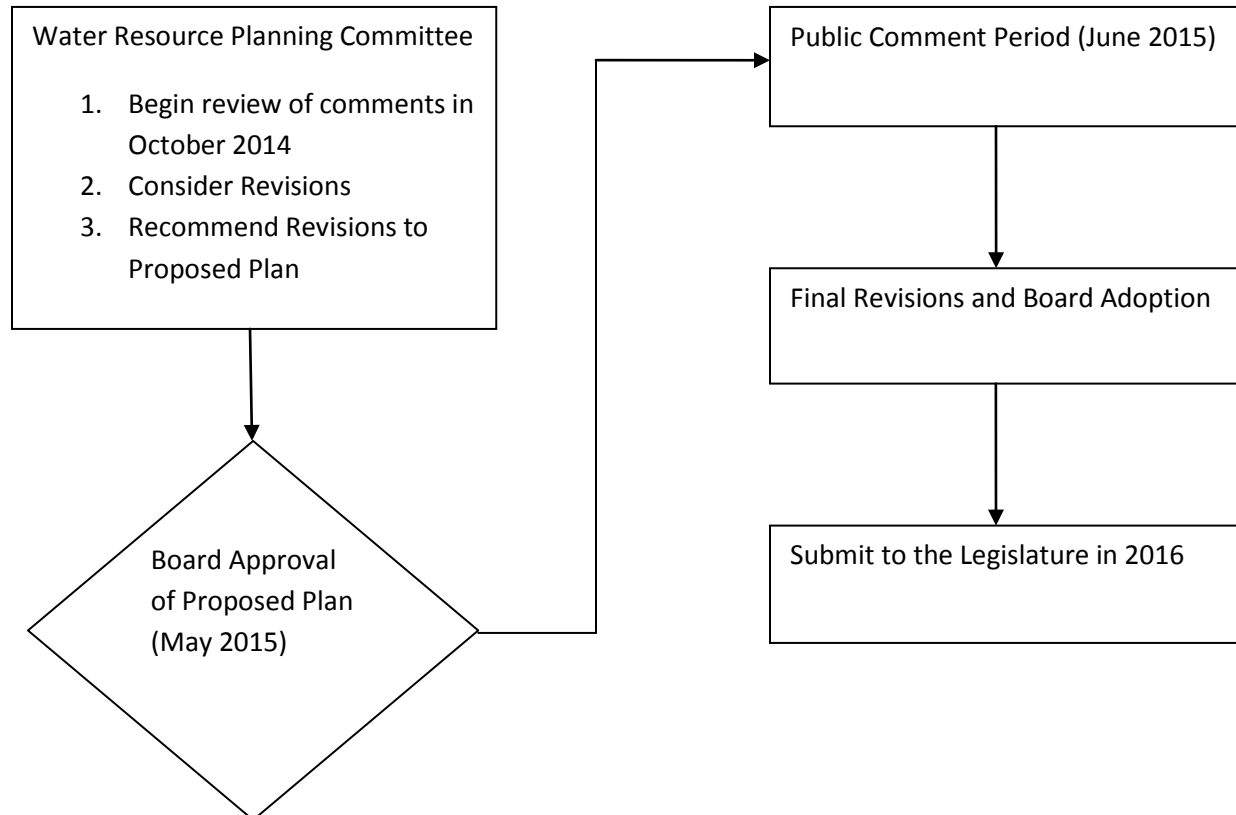 Water Resource Planning Committee
1. Begin review of comments in
October 2014
2. Consider Revisions
3. Recommend Revisions to
Proposed Plan
Board Approval
of Proposed Plan
(May 2015)
Public Comment Period (June 2015)
Final Revisions and Board Adoption
Submit to the Legislature in 2016